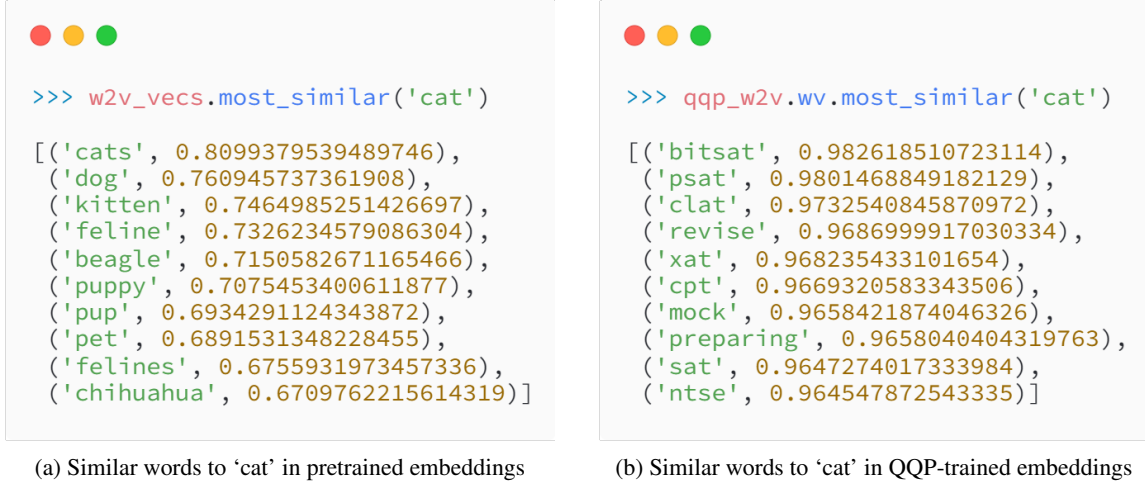 >>> w2v_vecs.most_similar('cat')
[('cats', 0.8099379539489746),
('dog', 0.760945737361908),
('kitten', 0.7464985251426697),
('feline', 0.7326234579086304),
('beagle', 0.7150582671165466),
('puppy', 0.7075453400611877),
('pup', 0.6934291124343872),
('pet', 0.6891531348228455),
('felines', 0.6755931973457336),
('chihuahua', 0.6709762215614319)]
(a) Similar words to ‘cat’ in pretrained embeddings
>>> qqp_w2v.wv.most_similar('cat')
[('bitsat', 0.982618510723114),
('psat', 0.9801468849182129),
('clat', 0.9732540845870972),
('revise', 0.9686999917030334),
('xat', 0.968235433101654),
('cpt', 0.9669320583343506),
('mock', 0.9658421874046326),
('preparing', 0.9658040404319763),
('sat', 0.9647274017333984),
('ntse', 0.964547872543335)]
(b) Similar words to ‘cat’ in QQP-trained embeddings